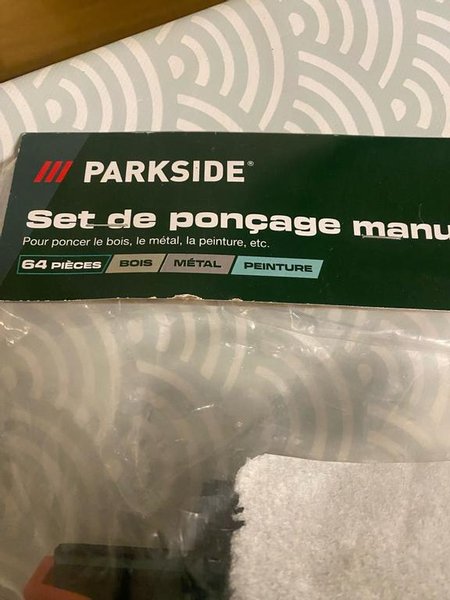 PARKSIDE®
Set de ponçage manu
Pour poncer le bois, le métal, la peinture, etc.
64 PIÈCES BOIS MÉTAL PEINTURE